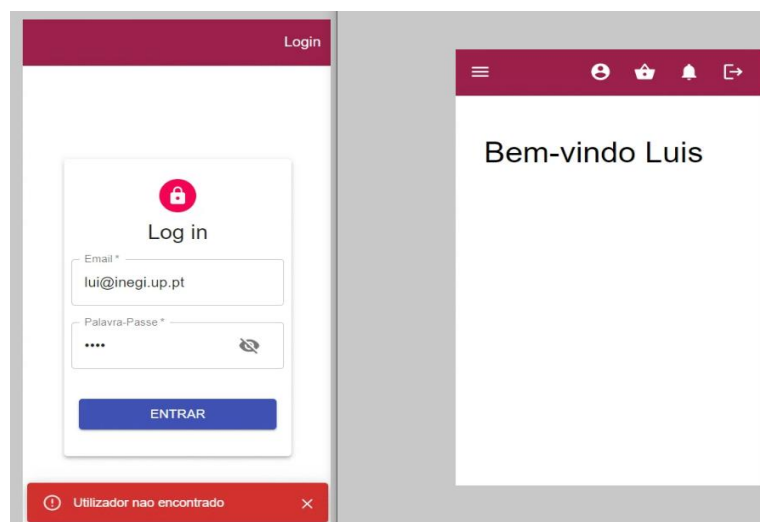 Login
Log in
Email *
lui@inegi.up.pt
Palavra-Passe *
••••
ENTRAR
Utilizador nao encontrado
Bem-vindo Luis